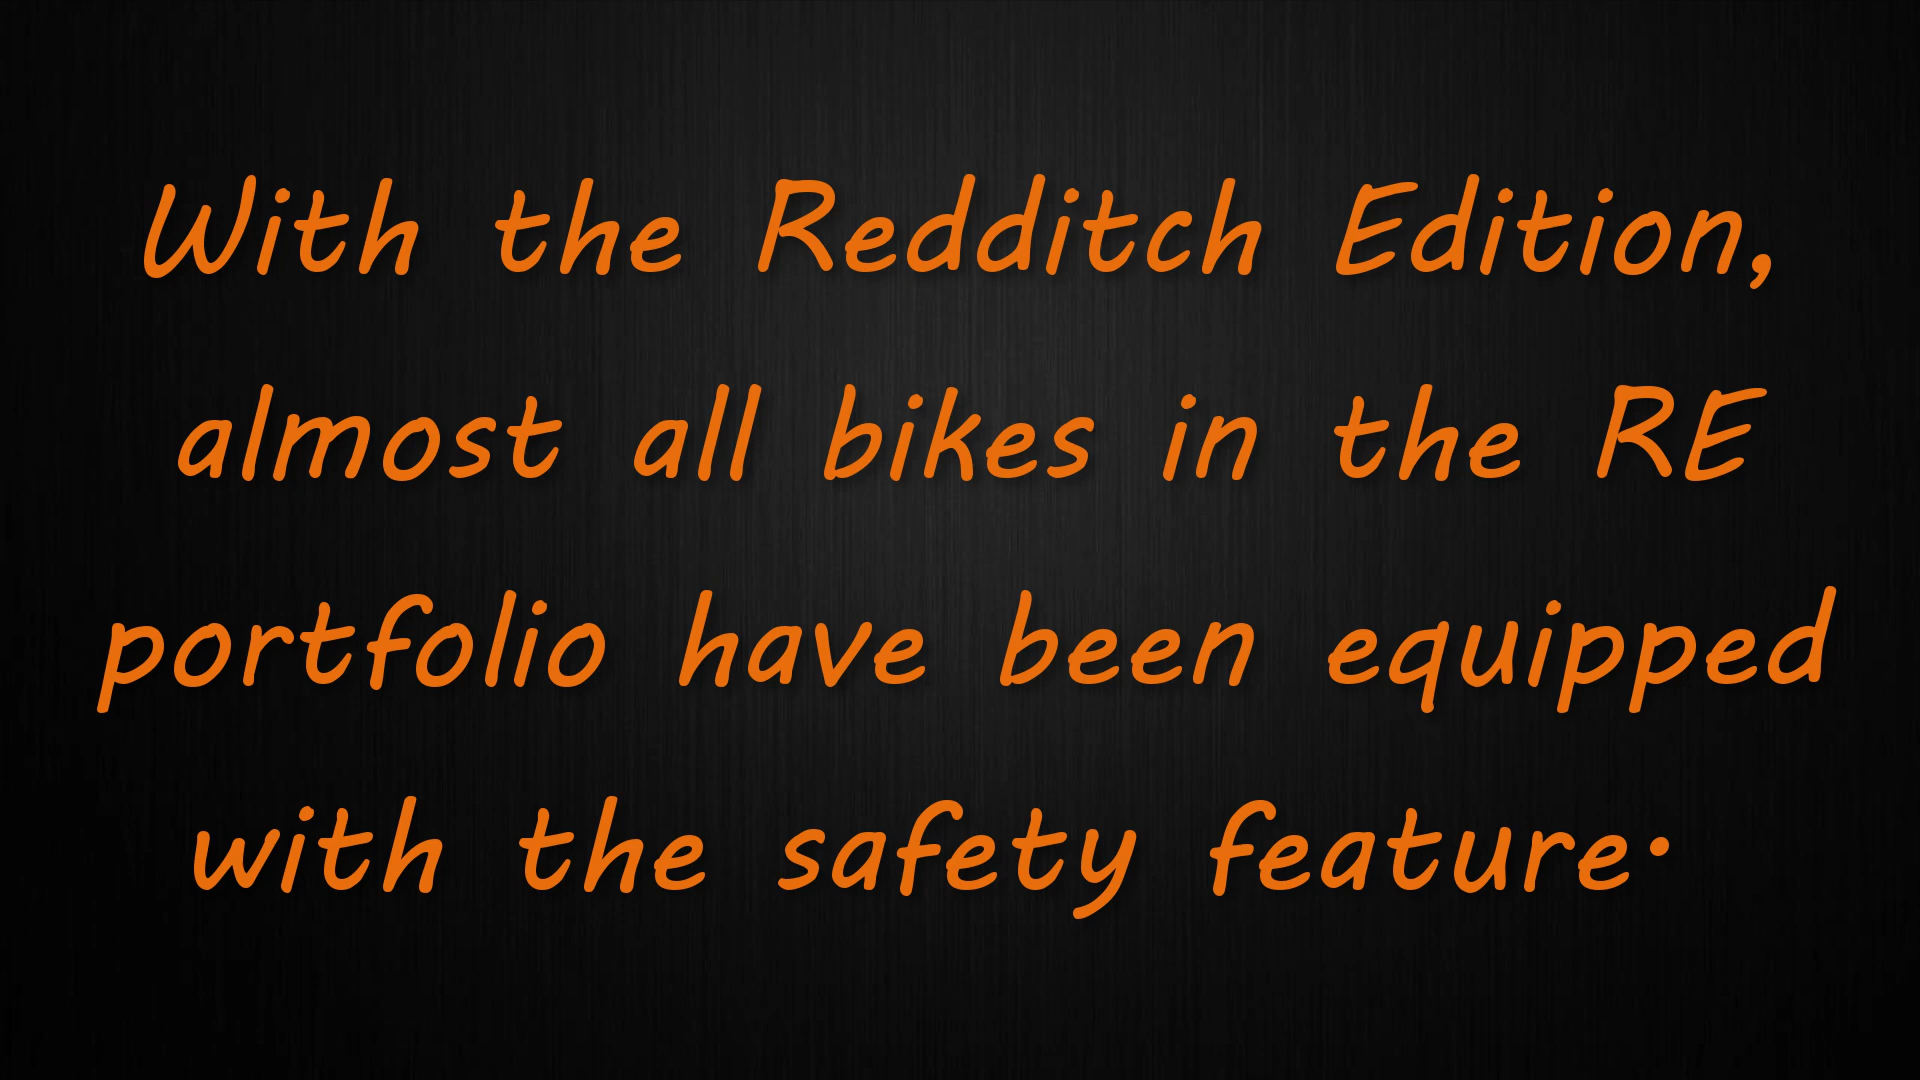 With the Redditch Edition,
almost all bikes in the RE
portfolio have been equipped
with the safety feature.